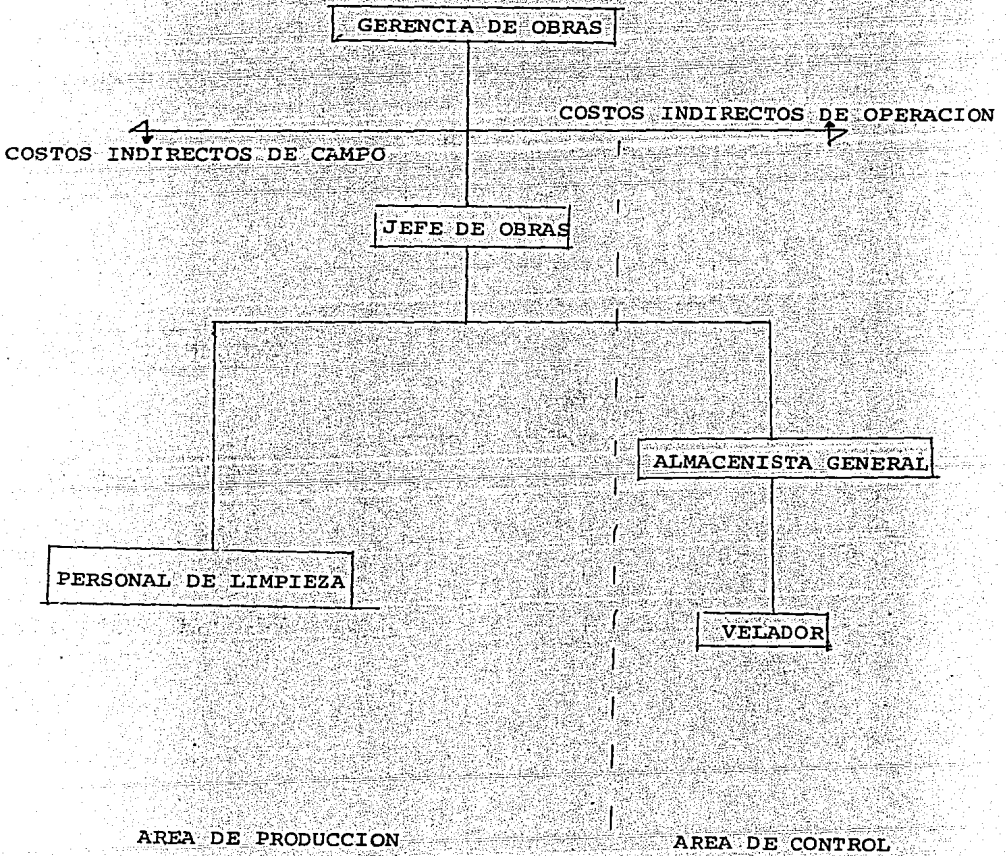 GERENCIA DE OBRAS
COSTOS INDIRECTOS DE OPERACION
COSTOS INDIRECTOS DE CAMPO
JEFE DE OBRAS
ALMACENISTA GENERAL
PERSONAL DE LIMPIEZA
VELADOR
AREA DE PRODUCCION
AREA DE CONTROL